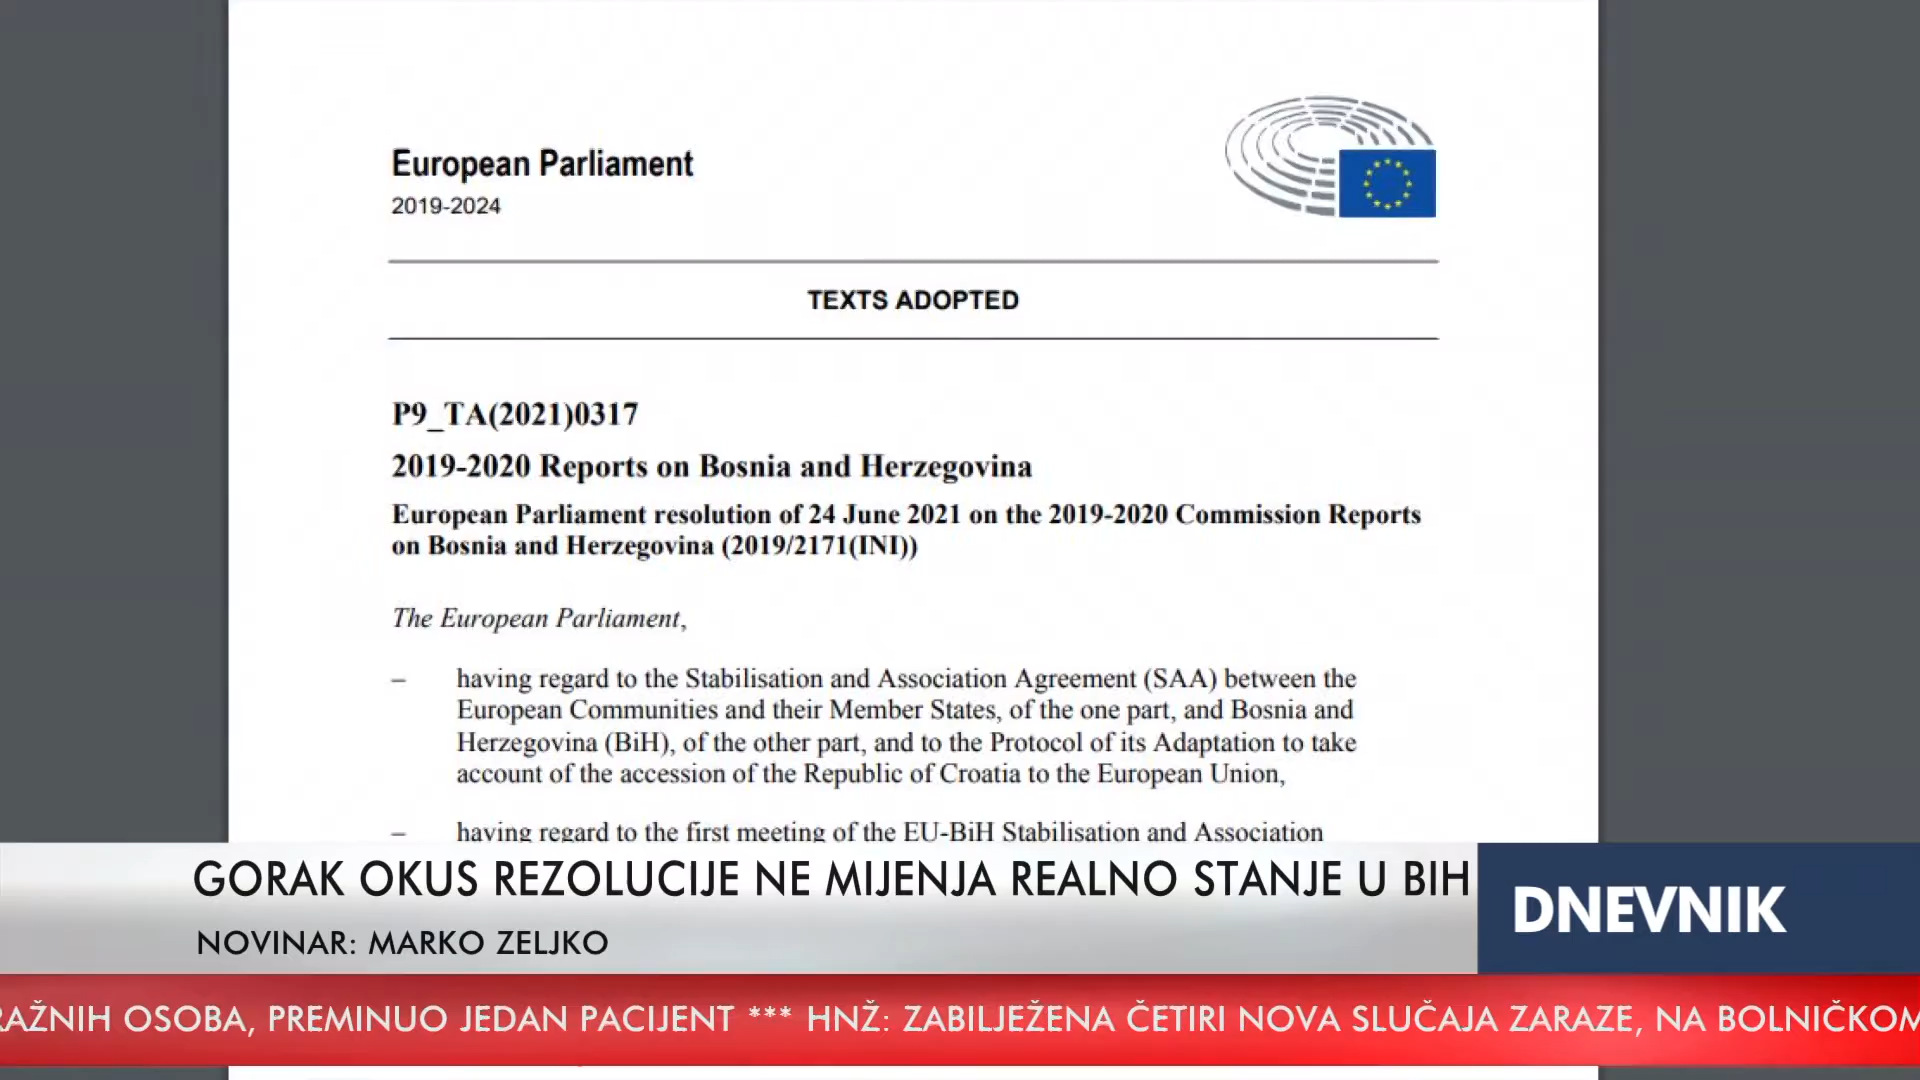 European Parliament
2019-2024
TEXTS ADOPTED
P9_TA(2021)0317
2019-2020 Reports on Bosnia and Herzegovina
European Parliament resolution of 24 June 2021 on the 2019-2020 Commission Reports
on Bosnia and Herzegovina (2019/2171(INI))
The European Parliament,
– having regard to the Stabilisation and Association Agreement (SAA) between the
European Communities and their Member States, of the one part, and Bosnia and
Herzegovina (BiH), of the other part, and to the Protocol of its Adaptation to take
account of the accession of the Republic of Croatia to the European Union,
– having regard to the first meeting of the EU-BiH Stabilisation and Association
GORAK OKUS REZOLUCIJE NE MIJENJA REALNO STANJE U BIH
DNEVNIK
NOVINAR: MARKO ZELJKO
RAŽNIH OSOBA, PREMINUO JEDAN PACIJENT *** HNŽ: ZABILJEŽENA ČETIRI NOVA SLUČAJA ZARAZE, NA BOLNIČKOM